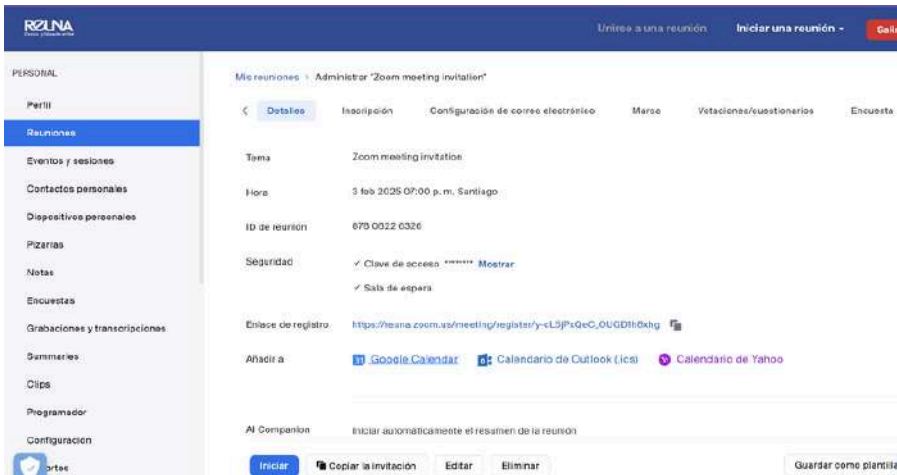 REUNA
Unirse a una reunión
Iniciar una reunión
PERSONAL
Perfil
Reuniones
Eventos y sesiones
Contactos personales
Dispositivos personales
Pizarras
Notas
Encuestas
Grabaciones y transcripciones
Summaries
Clips
Programador
Configuración
Mis reuniones > Administrar "Zoom meeting invitation"
Detalles
Inscripción
Configuración de correo electrónico
Marca
Votaciones/cuestionarios
Encuesta
Tema
Zoom meeting invitation
Hora
3 feb 2025 07:00 p. m. Santiago
ID de reunión
Seguridad
✓ Clave de acceso ******** Mostrar
✓ Sala de espera
Enlace de registro
Añadir a
Google Calendar
Calendario de Outlook (.ics)
Calendario de Yahoo
AI Companion
Iniciar automáticamente el resumen de la reunión
Iniciar
Copiar la invitación
Editar
Eliminar
Guardar como plantilla